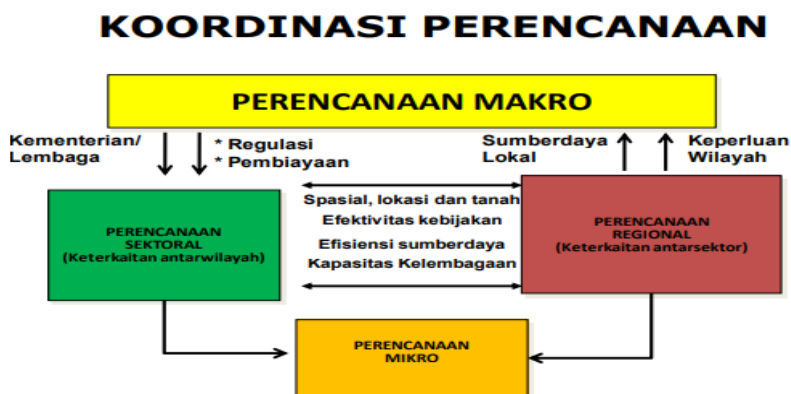 KOORDINASI PERENCANAAN
PERENCANAAN MAKRO
Kementerian/
Lembaga
* Regulasi
* Pembiayaan
Sumberdaya
Lokal
Keperluan
Wilayah
PERENCANAAN
SEKTORAL
(Keterkaitan antarwilayah)
Spasial, lokasi dan tanah
Efektivitas kebijakan
Efisiensi sumberdaya
Kapasitas Kelembagaan
PERENCANAAN
REGIONAL
(Keterkaitan antarsektor)
PERENCANAAN
MIKRO